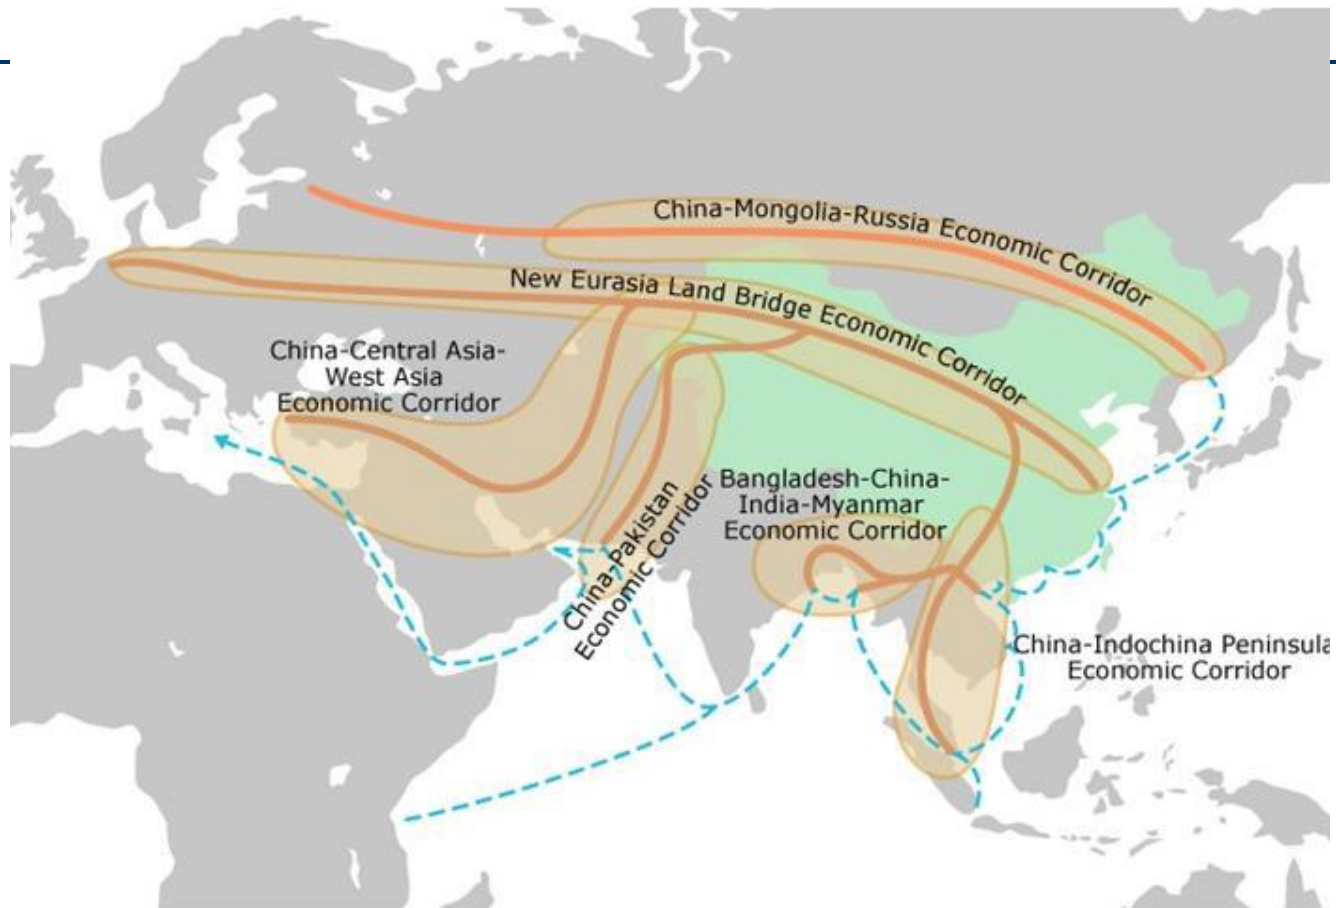 China-Mongolia-Russia Economic Corridor
New Eurasia Land Bridge Economic Corridor
China-Central Asia-
West Asia
Economic Corridor
China-Pakistan
Economic Corridor
Bangladesh-China-
India-Myanmar
Economic Corridor
China-Indochina Peninsula
Economic Corridor